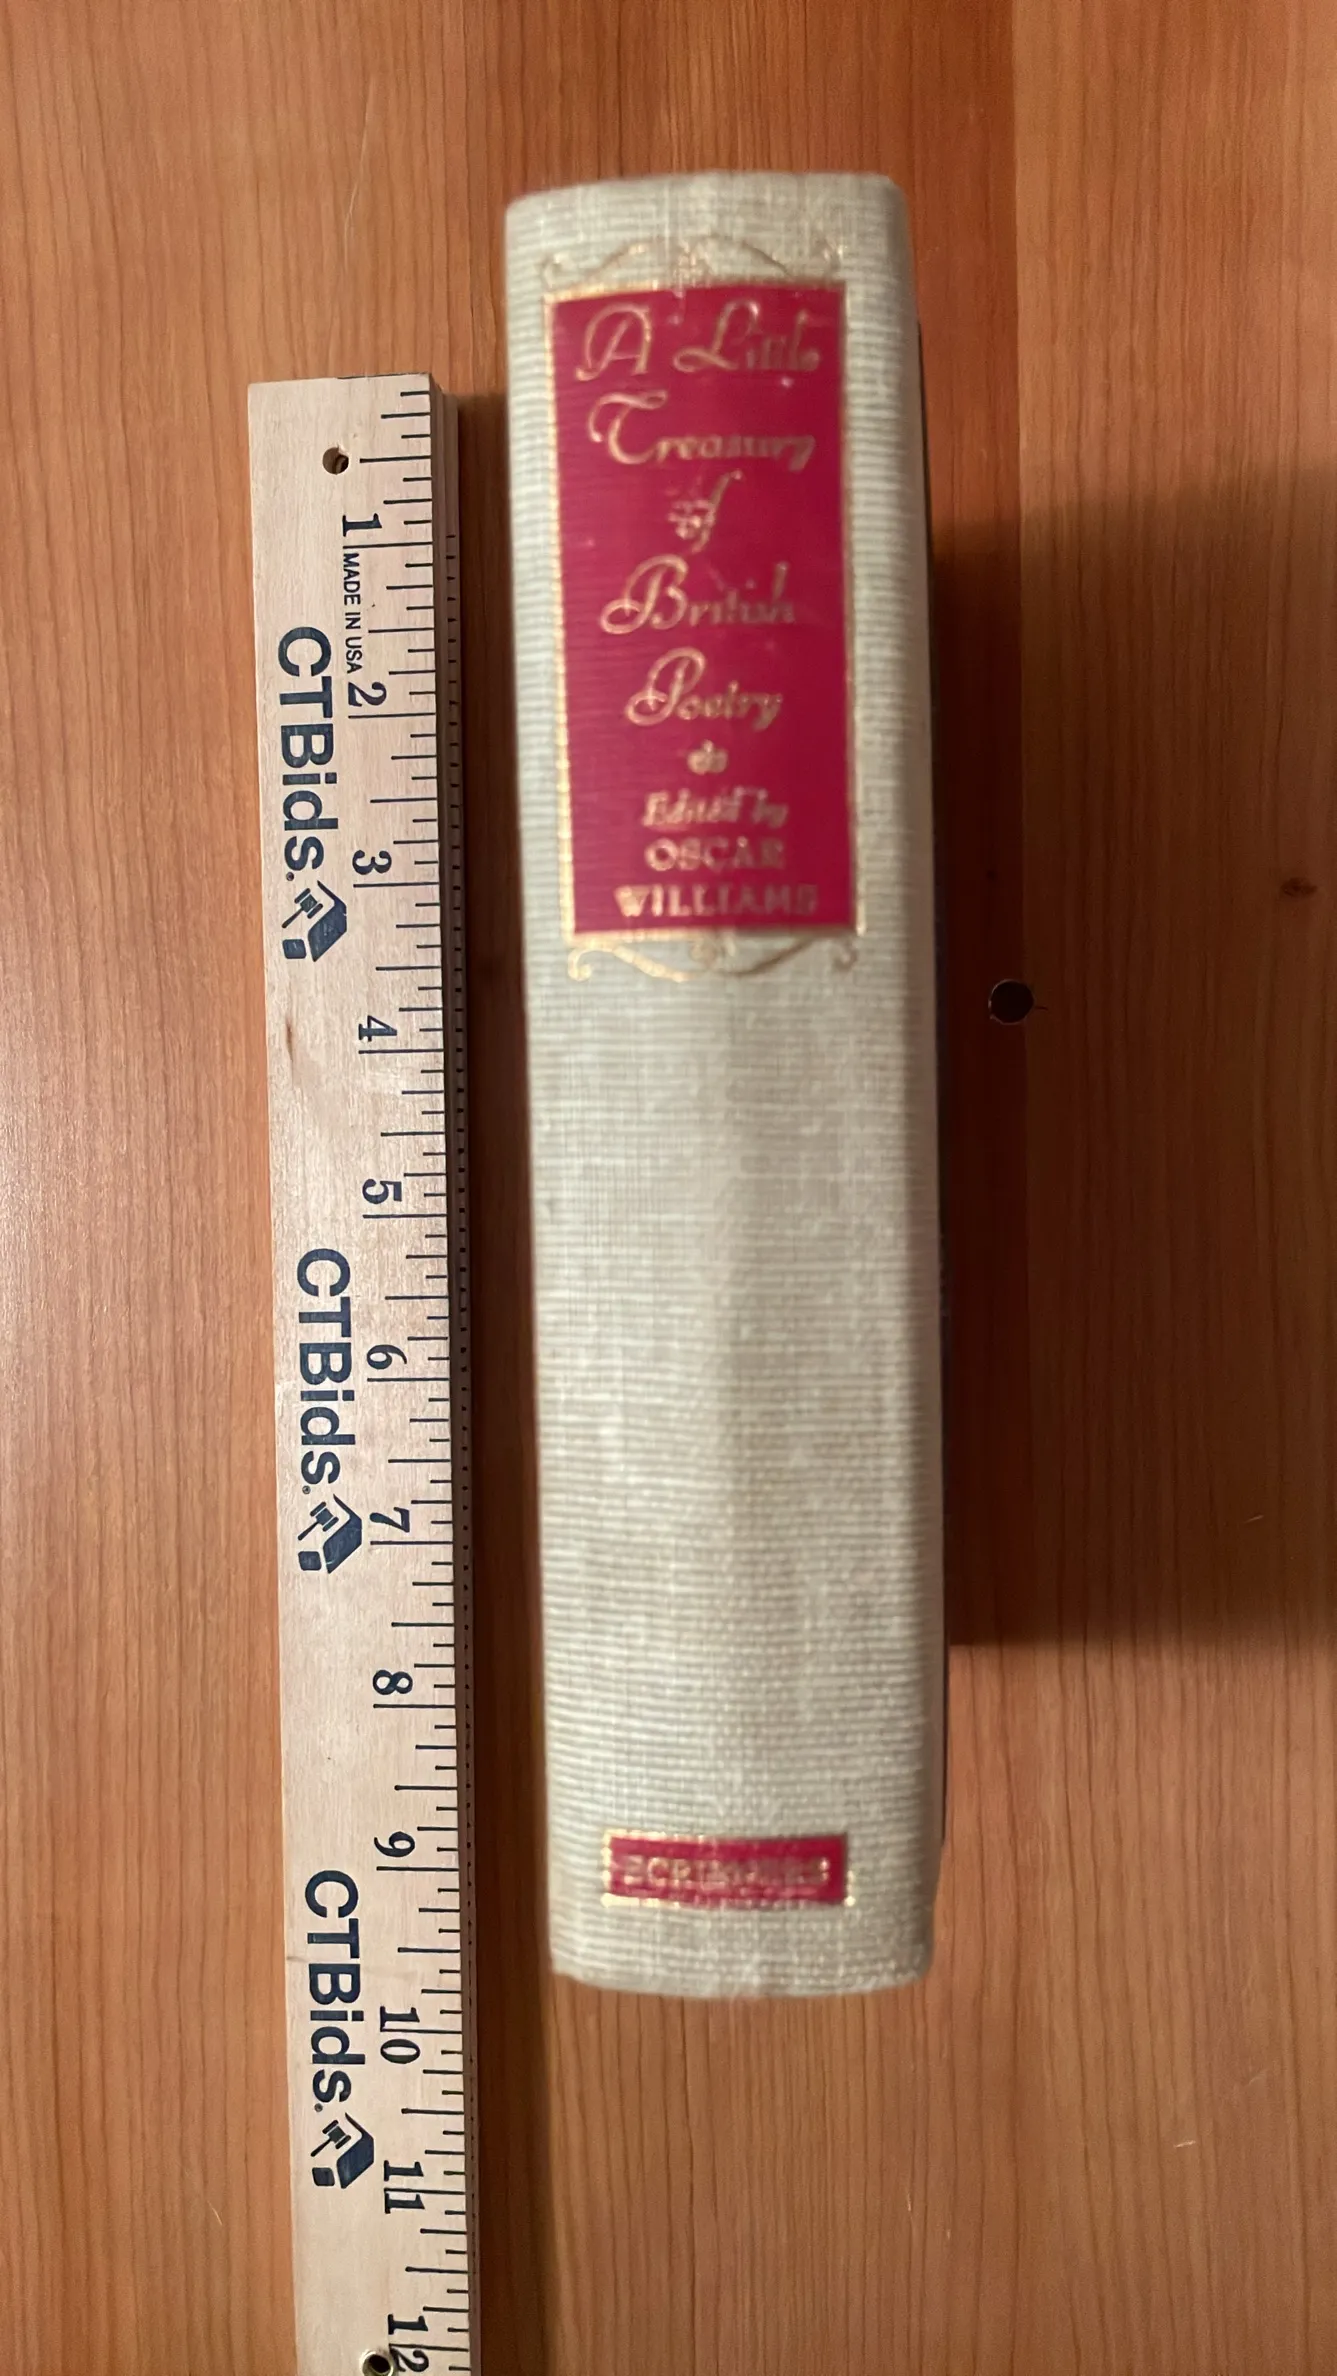 1
MADE IN USA
2
3
4
5
6
7
8
9
10
11
12
CTBids.
CTBids.
CTBids.
A Little
Treasury
of
British
Poetry
Edited by
OSCAR
WILLIAMS
SCRIBNERS